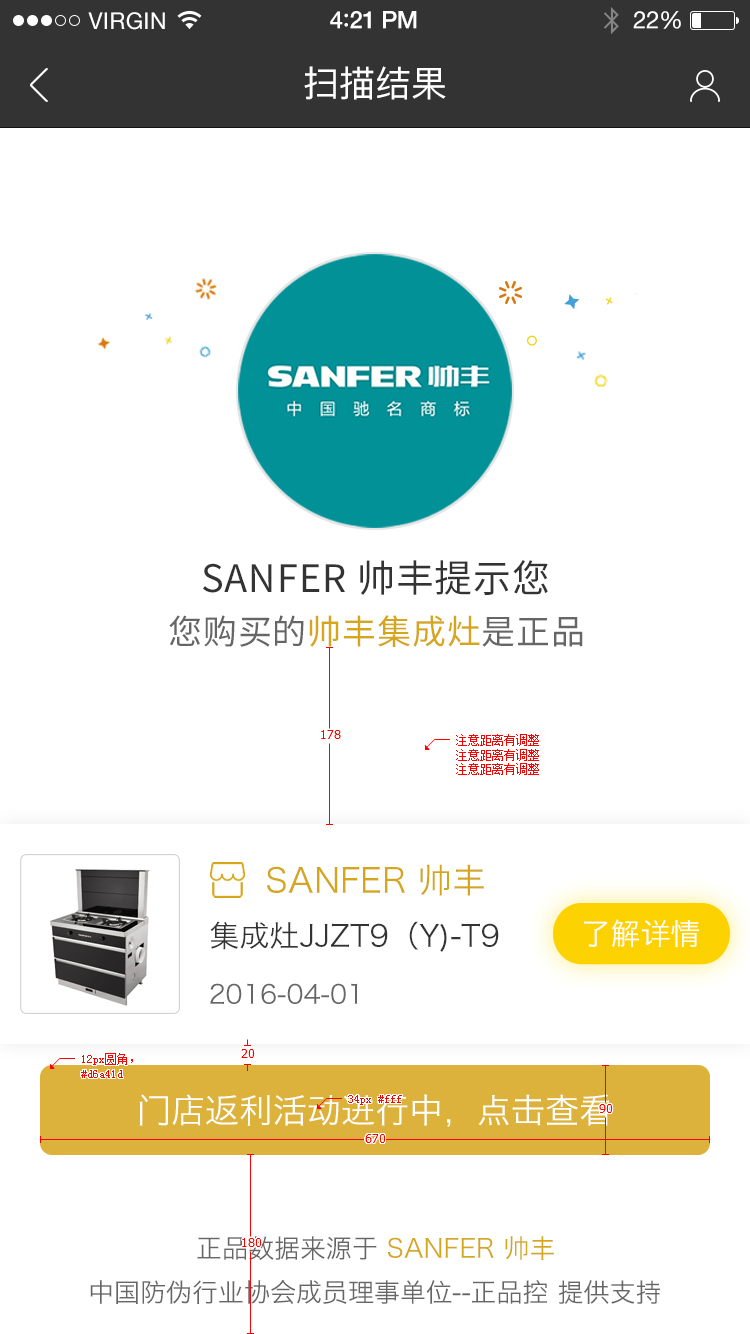 VIRGIN 4:21 PM 22%
扫描结果
SANFER 帅丰
中国驰名商标
SANFER 帅丰提示您
您购买的帅丰集成灶是正品
178
注意距离有调整
注意距离有调整
注意距离有调整
SANFER 帅丰
集成灶JJZT9（Y)-T9
了解详情
2016-04-01
20
12px圆角，
#d6a41d
34px #fff
门店返利活动进行中，点击查看
90
670
180
正品数据来源于 SANFER 帅丰
中国防伪行业协会成员理事单位--正品控 提供支持